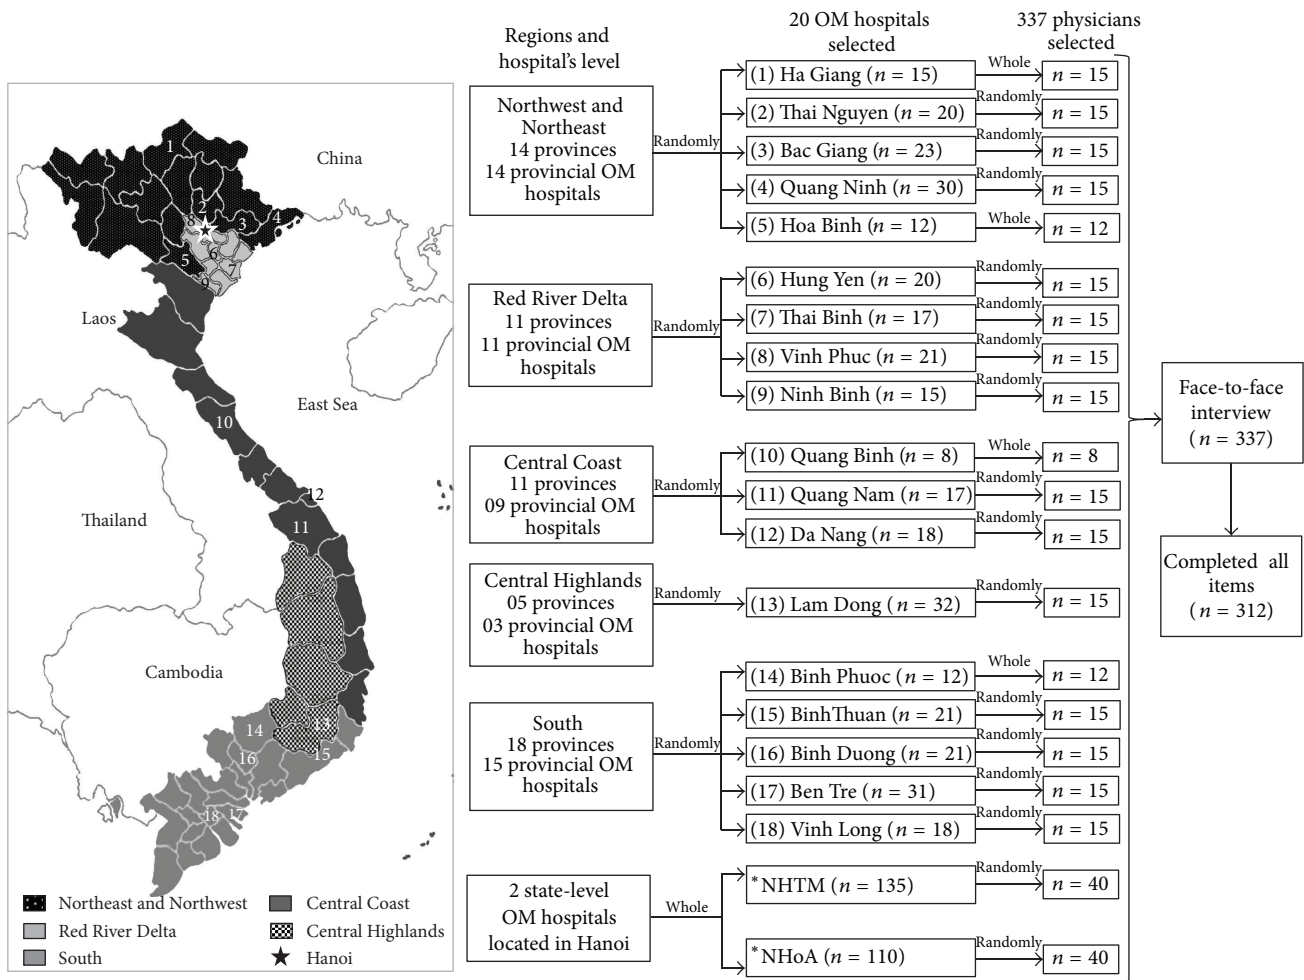 China
Laos
East Sea
Thailand
Cambodia
1
2
3
4
5
6
7
8
9
10
11
12
13
14
15
16
17
18
Northeast and Northwest
Red River Delta
South
Central Coast
Central Highlands
Hanoi
Regions and
hospital's level
20 OM hospitals
selected
337 physicians
selected
Northwest and
Northeast
14 provinces
14 provincial OM
hospitals
Randomly
(1) Ha Giang (n = 15)
Whole
n = 15
(2) Thai Nguyen (n = 20)
Randomly
n = 15
(3) Bac Giang (n = 23)
Randomly
n = 15
(4) Quang Ninh (n = 30)
Randomly
n = 15
(5) Hoa Binh (n = 12)
Whole
n = 12
Red River Delta
11 provinces
11 provincial OM
hospitals
Randomly
(6) Hung Yen (n = 20)
Randomly
n = 15
(7) Thai Binh (n = 17)
Randomly
n = 15
(8) Vinh Phuc (n = 21)
Randomly
n = 15
(9) Ninh Binh (n = 15)
Randomly
n = 15
Central Coast
11 provinces
09 provincial OM
hospitals
Randomly
(10) Quang Binh (n = 8)
Whole
n = 8
(11) Quang Nam (n = 17)
Randomly
n = 15
(12) Da Nang (n = 18)
Randomly
n = 15
Central Highlands
05 provinces
03 provincial OM
hospitals
Randomly
(13) Lam Dong (n = 32)
Randomly
n = 15
South
18 provinces
15 provincial OM
hospitals
Randomly
(14) Binh Phuoc (n = 12)
Whole
n = 12
(15) BinhThuan (n = 21)
Randomly
n = 15
(16) Binh Duong (n = 21)
Randomly
n = 15
(17) Ben Tre (n = 31)
Randomly
n = 15
(18) Vinh Long (n = 18)
Randomly
n = 15
2 state-level
OM hospitals
located in Hanoi
Whole
*NHTM (n = 135)
Randomly
n = 40
*NHoA (n = 110)
Randomly
n = 40
Face-to-face
interview
(n = 337)
Completed all
items
(n = 312)